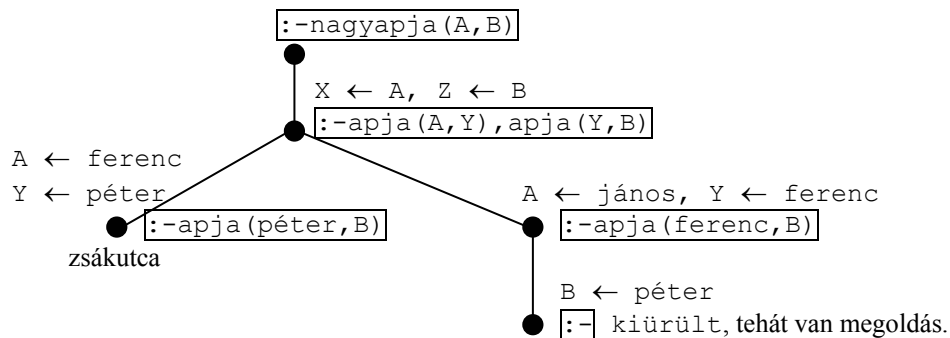 :-nagyapja(A,B)
X ← A, Z ← B
:-apja(A,Y),apja(Y,B)
A ← ferenc
Y ← péter
:-apja(péter,B)
zsákutca
A ← jános, Y ← ferenc
:-apja(ferenc,B)
B ← péter
:- kiürült, tehát van megoldás.